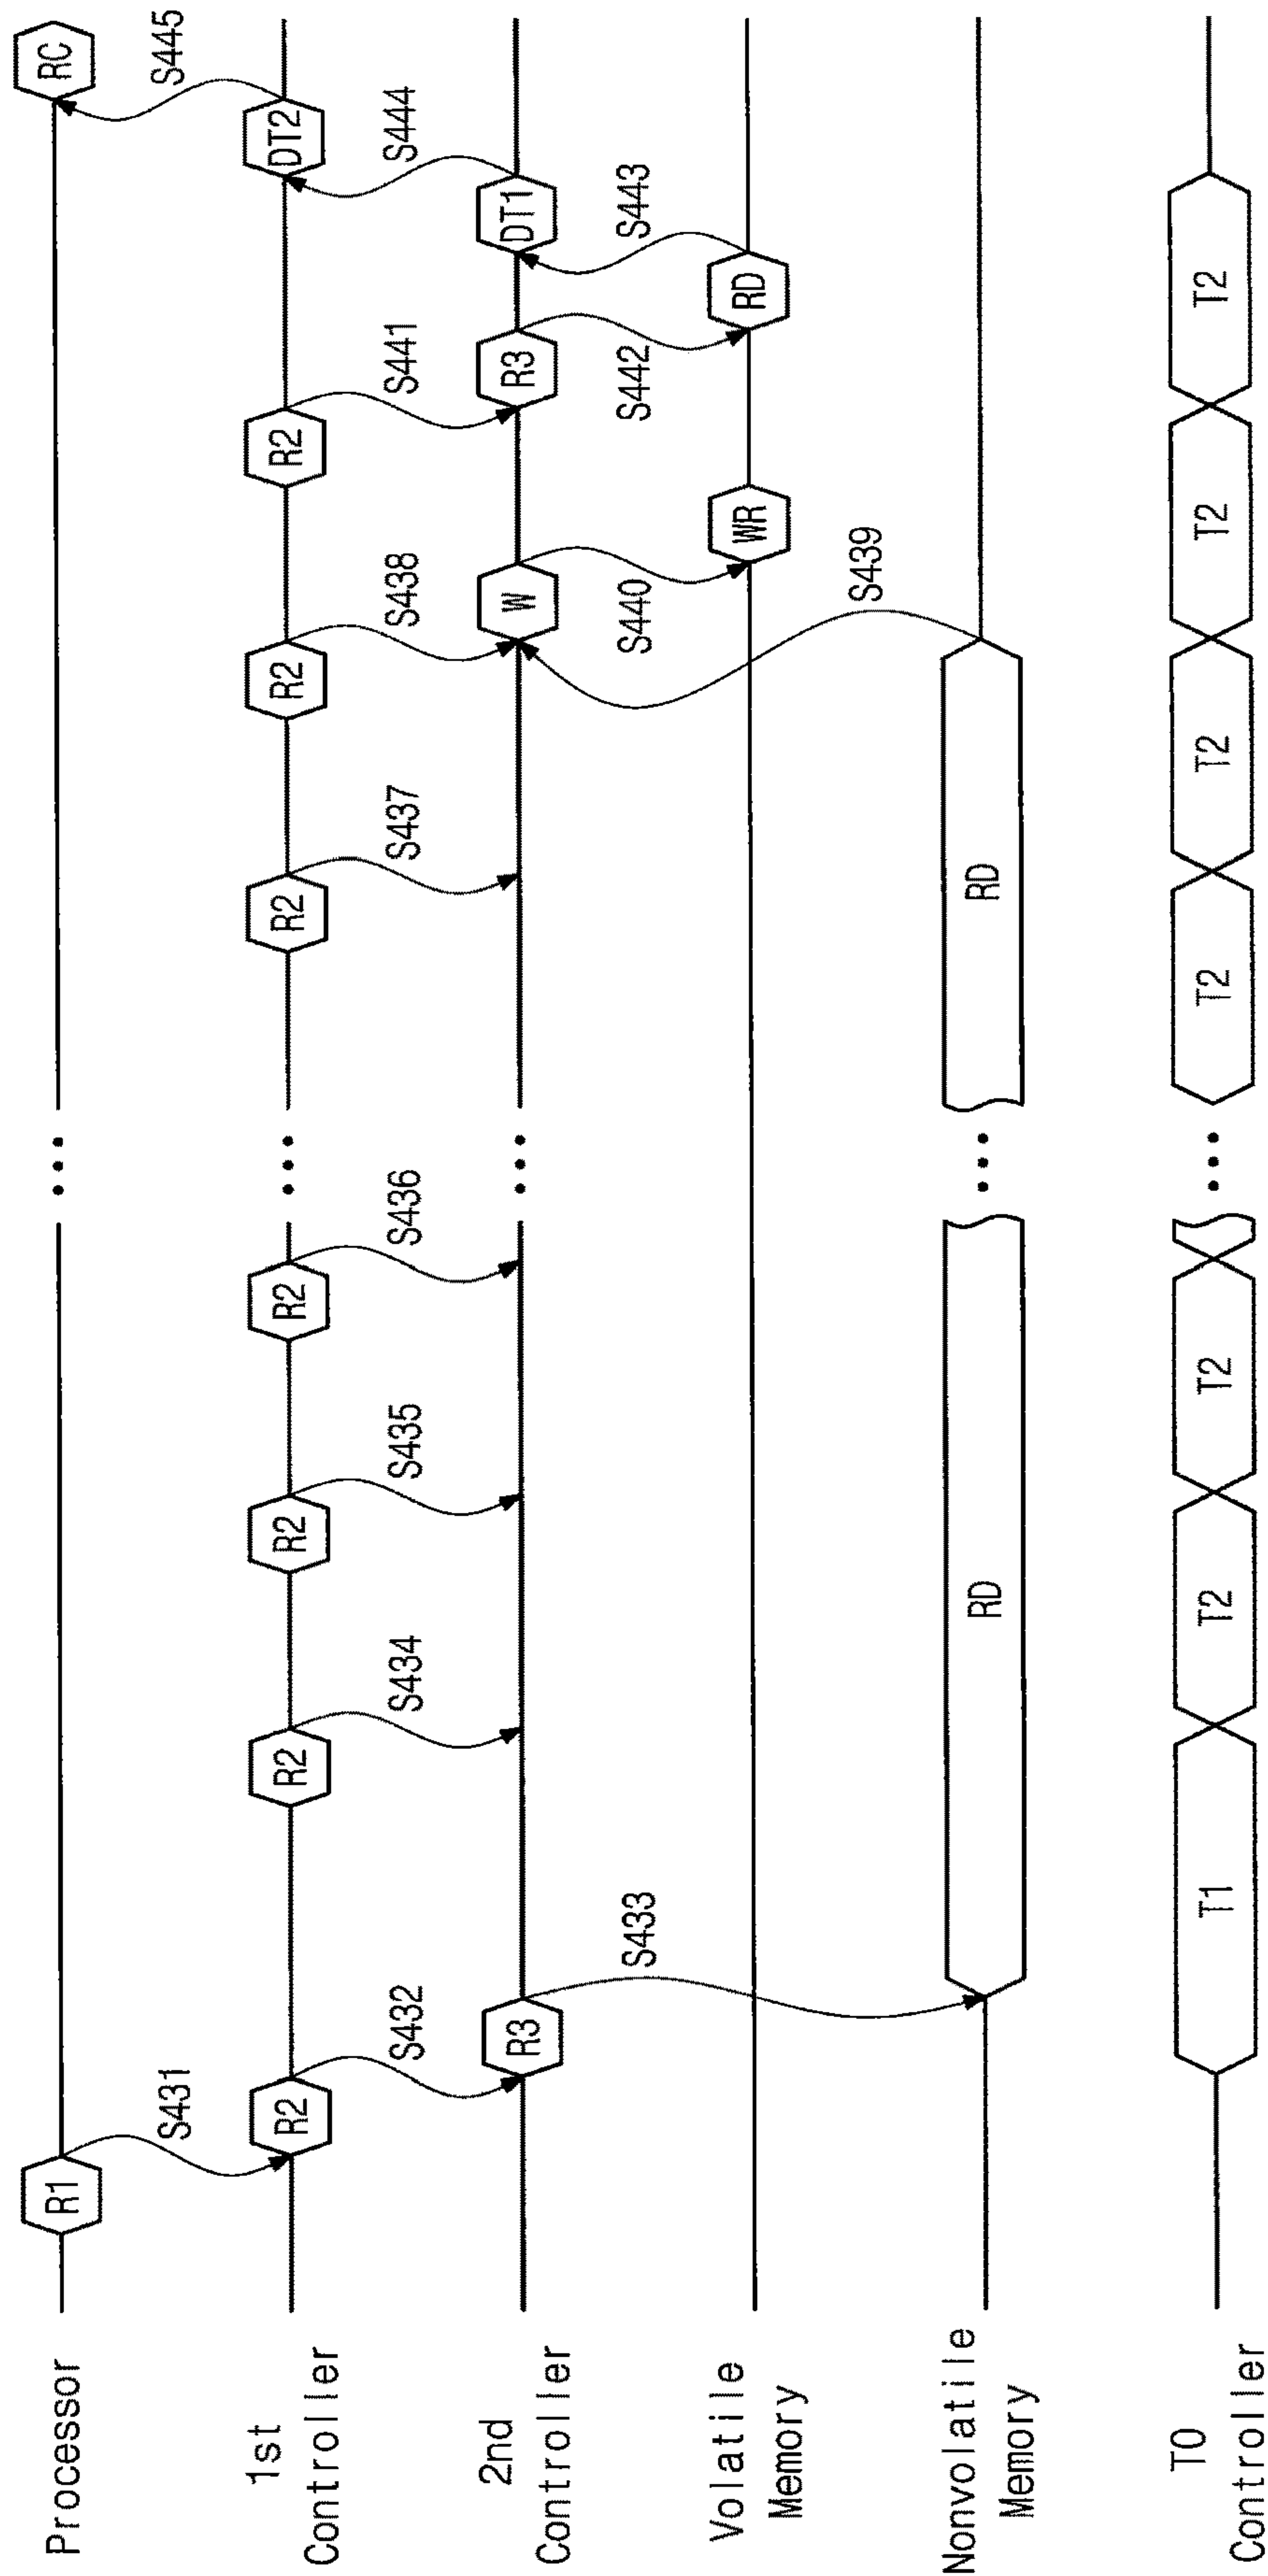 Processor
R1
S431
RC
S445
1st
Controller
R2
S432
R2
S434
R2
S435
R2
S436
...
R2
S437
R2
S438
R2
S441
DT2
S444
2nd
Controller
R3
S433
...
W
S440
R3
S442
DT1
S443
Volatile
Memory
WR
RD
Nonvolatile
Memory
RD
...
RD
S439
TO
Controller
T1
T2
T2
...
T2
T2
T2
T2